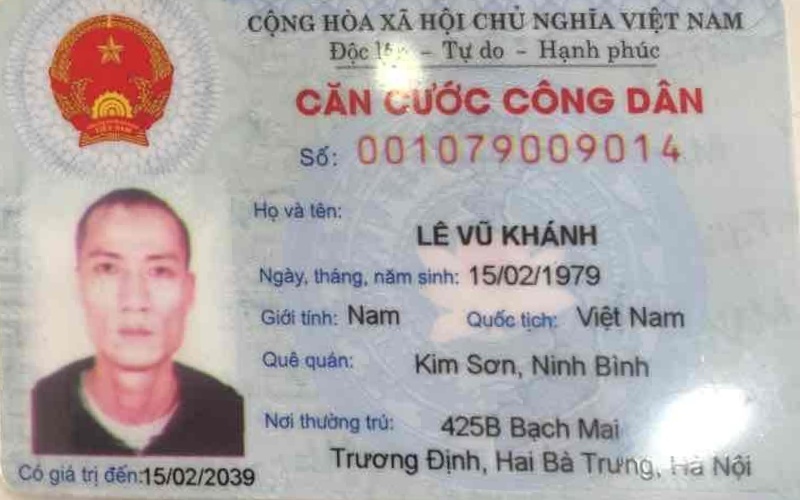 CỘNG HÒA XÃ HỘI CHỦ NGHĨA VIỆT NAM
Độc lập - Tự do - Hạnh phúc
CĂN CƯỚC CÔNG DÂN
Số: 001079009014
Họ và tên:
LÊ VŨ KHÁNH
Ngày, tháng, năm sinh: 15/02/1979
Giới tính: Nam Quốc tịch: Việt Nam
Quê quán: Kim Sơn, Ninh Bình
Nơi thường trú: 425B Bạch Mai
Trương Định, Hai Bà Trưng, Hà Nội
Có giá trị đến: 15/02/2039